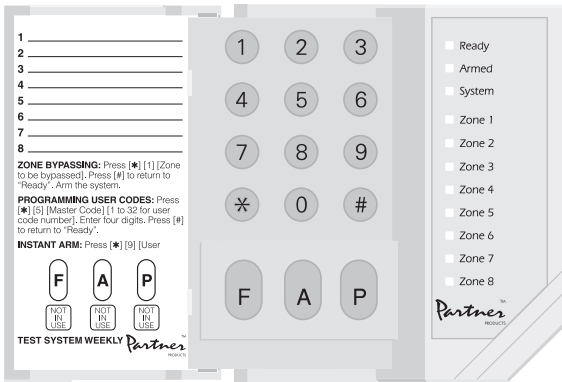 1
2
3
4
5
6
7
8
ZONE BYPASSING: Press [✱] [1] [Zone
to be bypassed]. Press [#] to return to
"Ready". Arm the system.
PROGRAMMING USER CODES: Press
[✱] [5] [Master Code] [1 to 32 for user
code number]. Enter four digits. Press [#]
to return to "Ready".
INSTANT ARM: Press [✱] [9] [User
F A P
NOT IN USE
NOT IN USE
NOT IN USE
TEST SYSTEM WEEKLY Partner™
PRODUCTS
1 2 3
4 5 6
7 8 9
✱ 0 #
F A P
Ready
Armed
System
Zone 1
Zone 2
Zone 3
Zone 4
Zone 5
Zone 6
Zone 7
Zone 8
Partner™
PRODUCTS